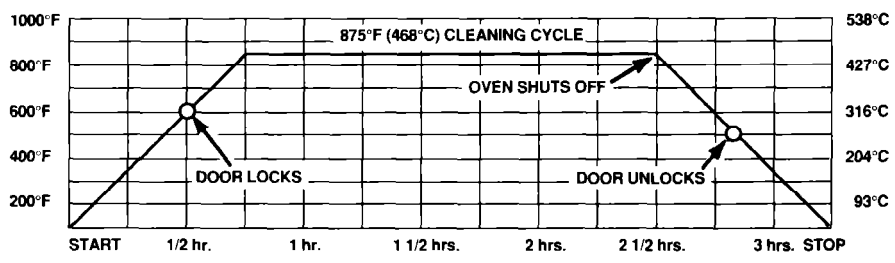 1000°F 538°C
875°F (468°C) CLEANING CYCLE
800°F 427°C
OVEN SHUTS OFF
600°F 316°C
400°F 204°C
DOOR LOCKS DOOR UNLOCKS
200°F 93°C
START 1/2 hr. 1 hr. 1 1/2 hrs. 2 hrs. 2 1/2 hrs. 3 hrs. STOP